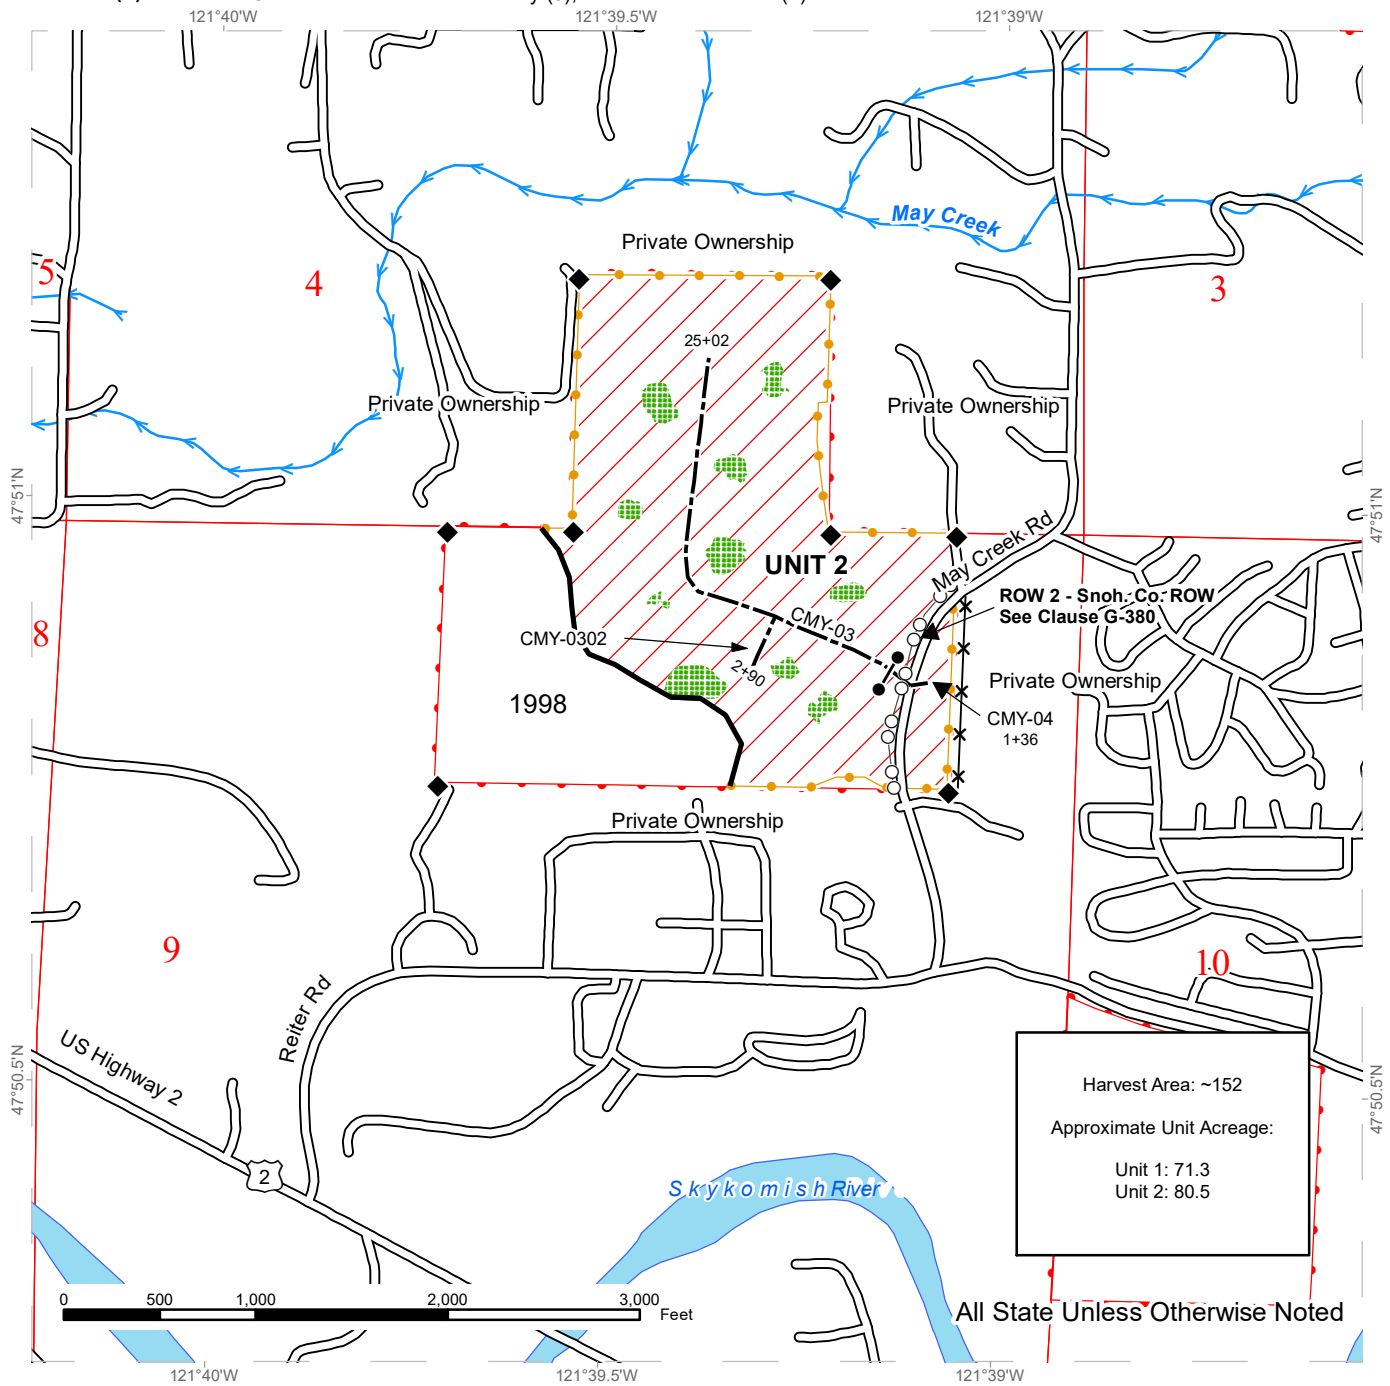 121°40'W
121°39.5'W
121°39'W
May Creek
Private Ownership
5
4
3
25+02
Private Ownership
Private Ownership
47°51'N
47°51'N
May Creek Rd
UNIT 2
ROW 2 - Snoh. Co. ROW
See Clause G-380
CMY-03
8
CMY-0302
2+90
Private Ownership
1998
CMY-04
1+36
Private Ownership
9
10
Reiter Rd
US Highway 2
47°50.5'N
47°50.5'N
Harvest Area: ~152
Approximate Unit Acreage:
Unit 1: 71.3
Unit 2: 80.5
2
Skykomish River
0 500 1,000 2,000 3,000
Feet
All State Unless Otherwise Noted
121°40'W
121°39.5'W
121°39'W